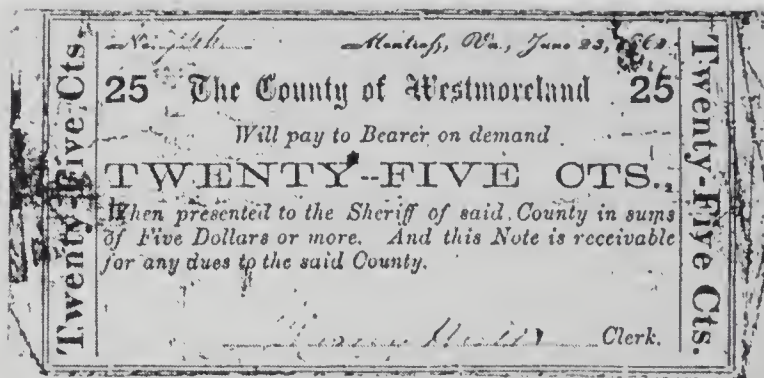 Montross, Va., June 23, 1862
25 The County of Westmoreland 25
Will pay to Bearer on demand
TWENTY--FIVE CTS.
When presented to the Sheriff of said County in sums
of Five Dollars or more. And this Note is receivable
for any dues to the said County.
Clerk.
Twenty-Five Cts.
Twenty-Five Cts.